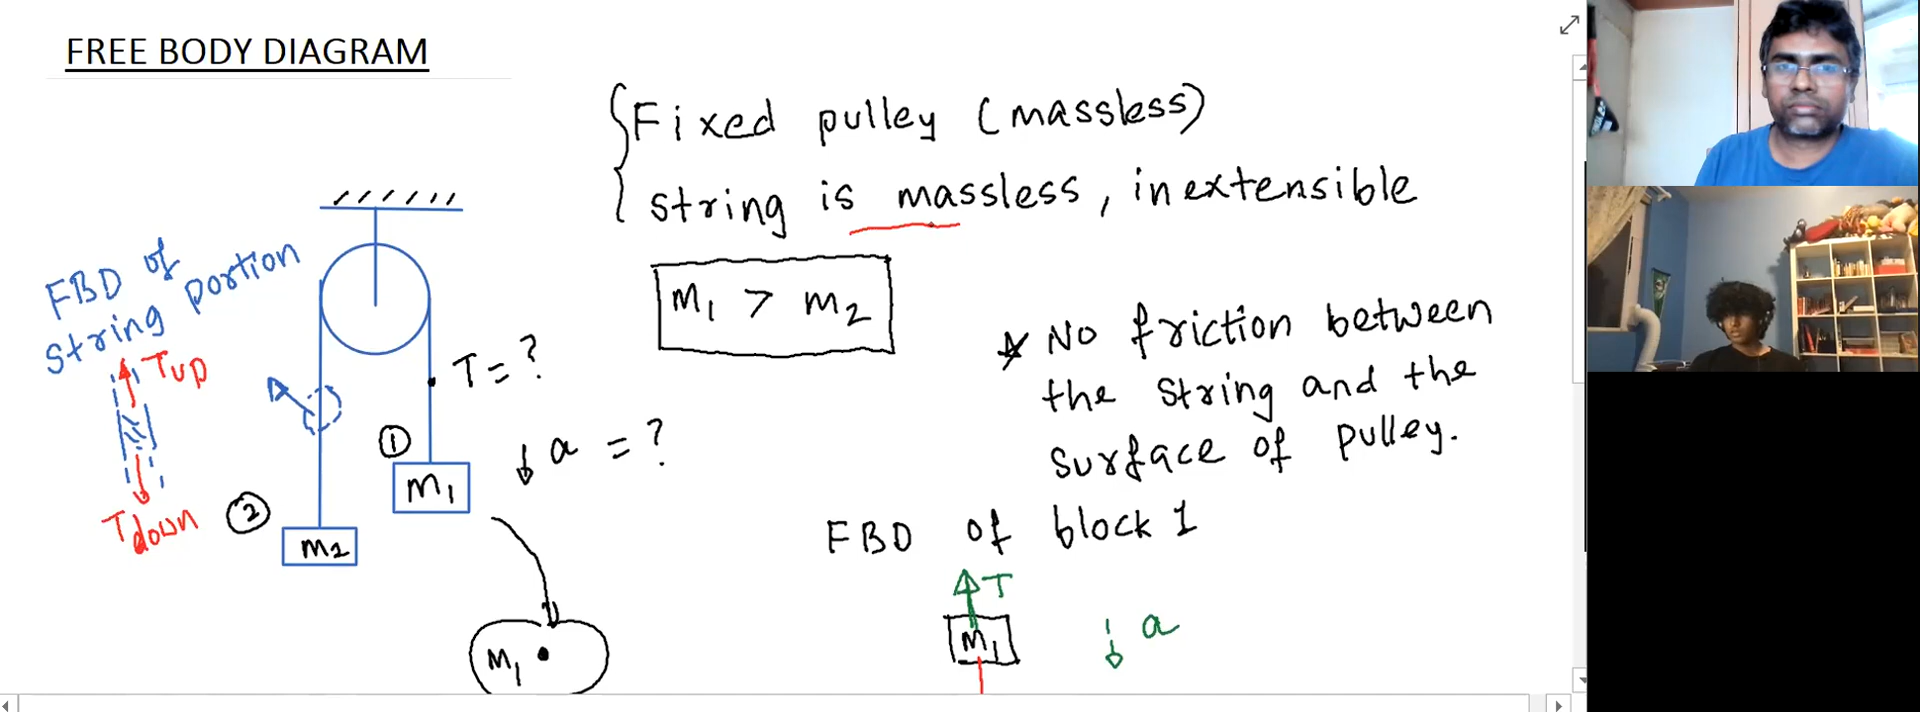 FREE BODY DIAGRAM
Fixed pulley (massless)
string is massless, inextensible
m1 > m2
FBD of
string portion
Tup
Tdown
T = ?
① 
a = ?
m1
②
m2
* No friction between
the string and the
surface of pulley.
FBD of block 1
T
m1
a
m1